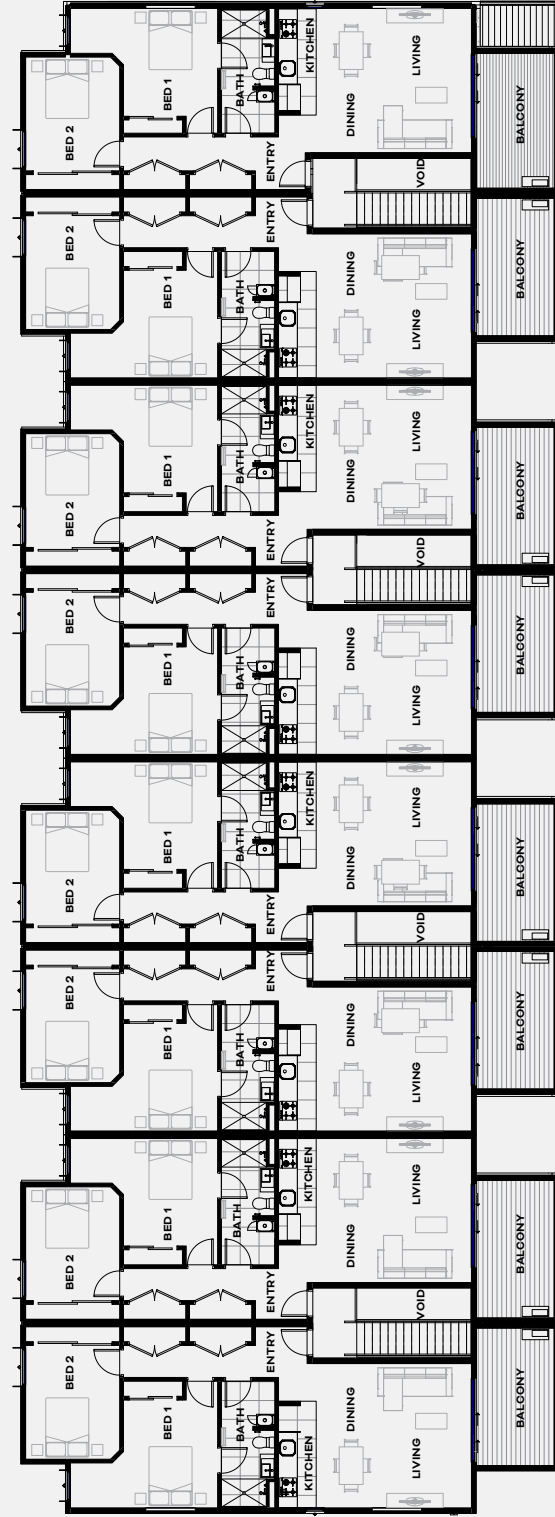 BED 2
BED 1
BATH
KITCHEN
ENTRY
DINING
LIVING
VOID
BALCONY
BED 2
BED 1
BATH
ENTRY
DINING
LIVING
BALCONY
BED 2
BED 1
BATH
KITCHEN
ENTRY
DINING
LIVING
VOID
BALCONY
BED 2
BED 1
BATH
ENTRY
DINING
LIVING
BALCONY
BED 2
BED 1
BATH
KITCHEN
ENTRY
DINING
LIVING
VOID
BALCONY
BED 2
BED 1
BATH
ENTRY
DINING
LIVING
BALCONY
BED 2
BED 1
BATH
KITCHEN
ENTRY
DINING
LIVING
VOID
BALCONY
BED 2
BED 1
BATH
KITCHEN
ENTRY
DINING
LIVING
BALCONY